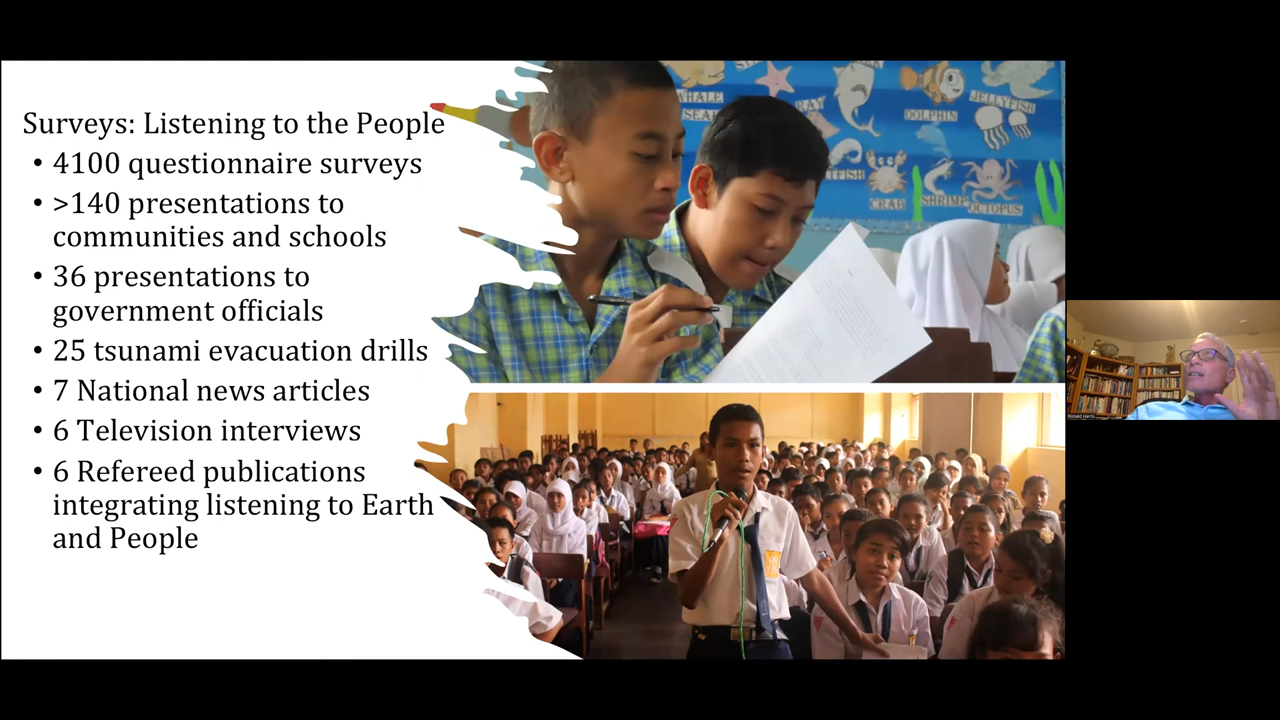 Surveys: Listening to the People
• 4100 questionnaire surveys
• >140 presentations to
communities and schools
• 36 presentations to
government officials
• 25 tsunami evacuation drills
• 7 National news articles
• 6 Television interviews
• 6 Refereed publications
integrating listening to Earth
and People
WHALE
RAY
DOLPHIN
JELLYFISH
CRAB
SHRIMP
OCTOPUS
Ronald Harris